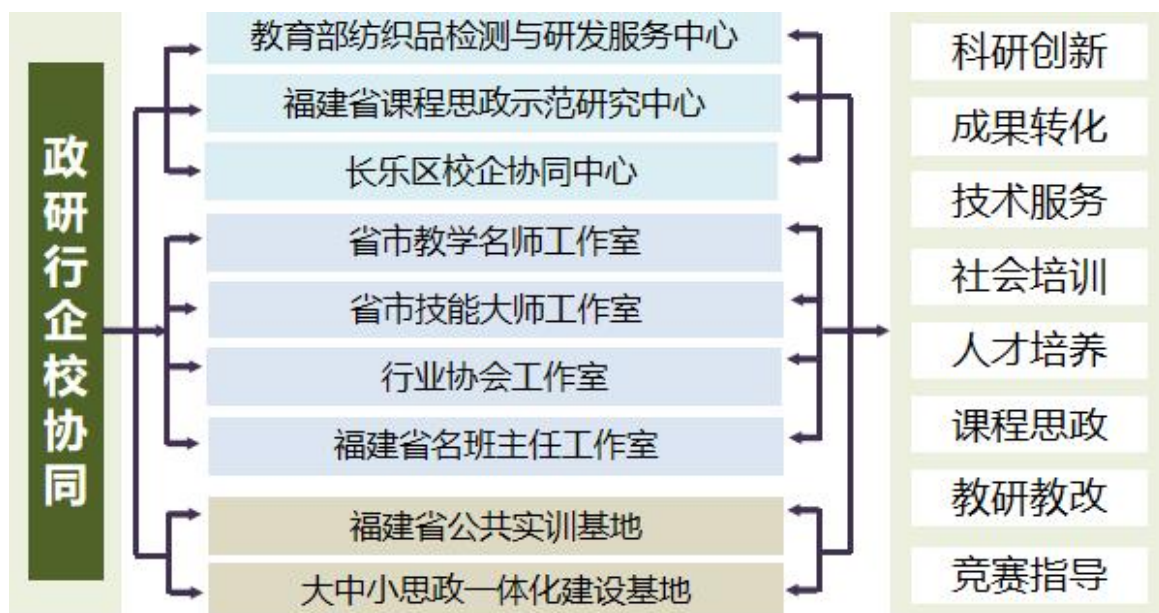 政研行企校协同
教育部纺织品检测与研发服务中心
福建省课程思政示范研究中心
长乐区校企协同中心
省市教学名师工作室
省市技能大师工作室
行业协会工作室
福建省名班主任工作室
福建省公共实训基地
大中小思政一体化建设基地
科研创新
成果转化
技术服务
社会培训
人才培养
课程思政
教研教改
竞赛指导